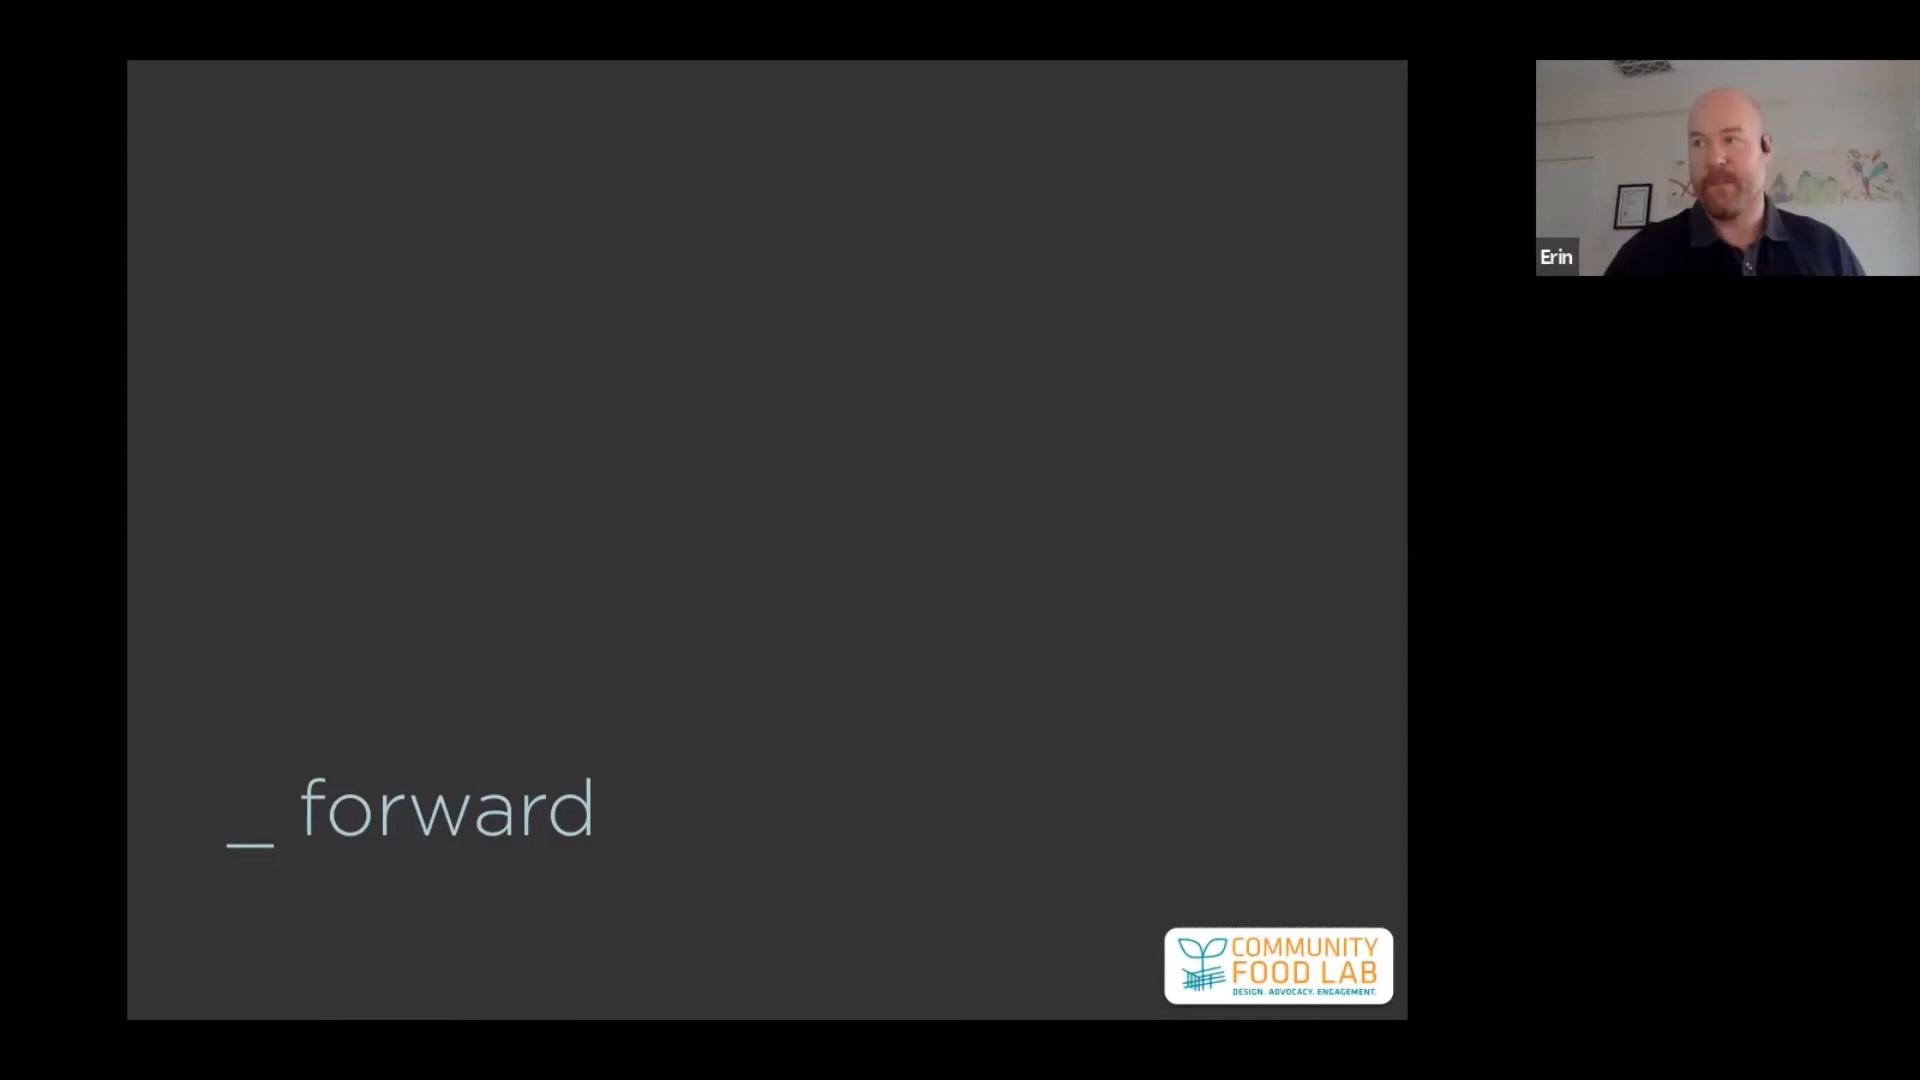 Erin
_ forward
COMMUNITY
FOOD LAB
DESIGN. ADVOCACY. ENGAGEMENT.